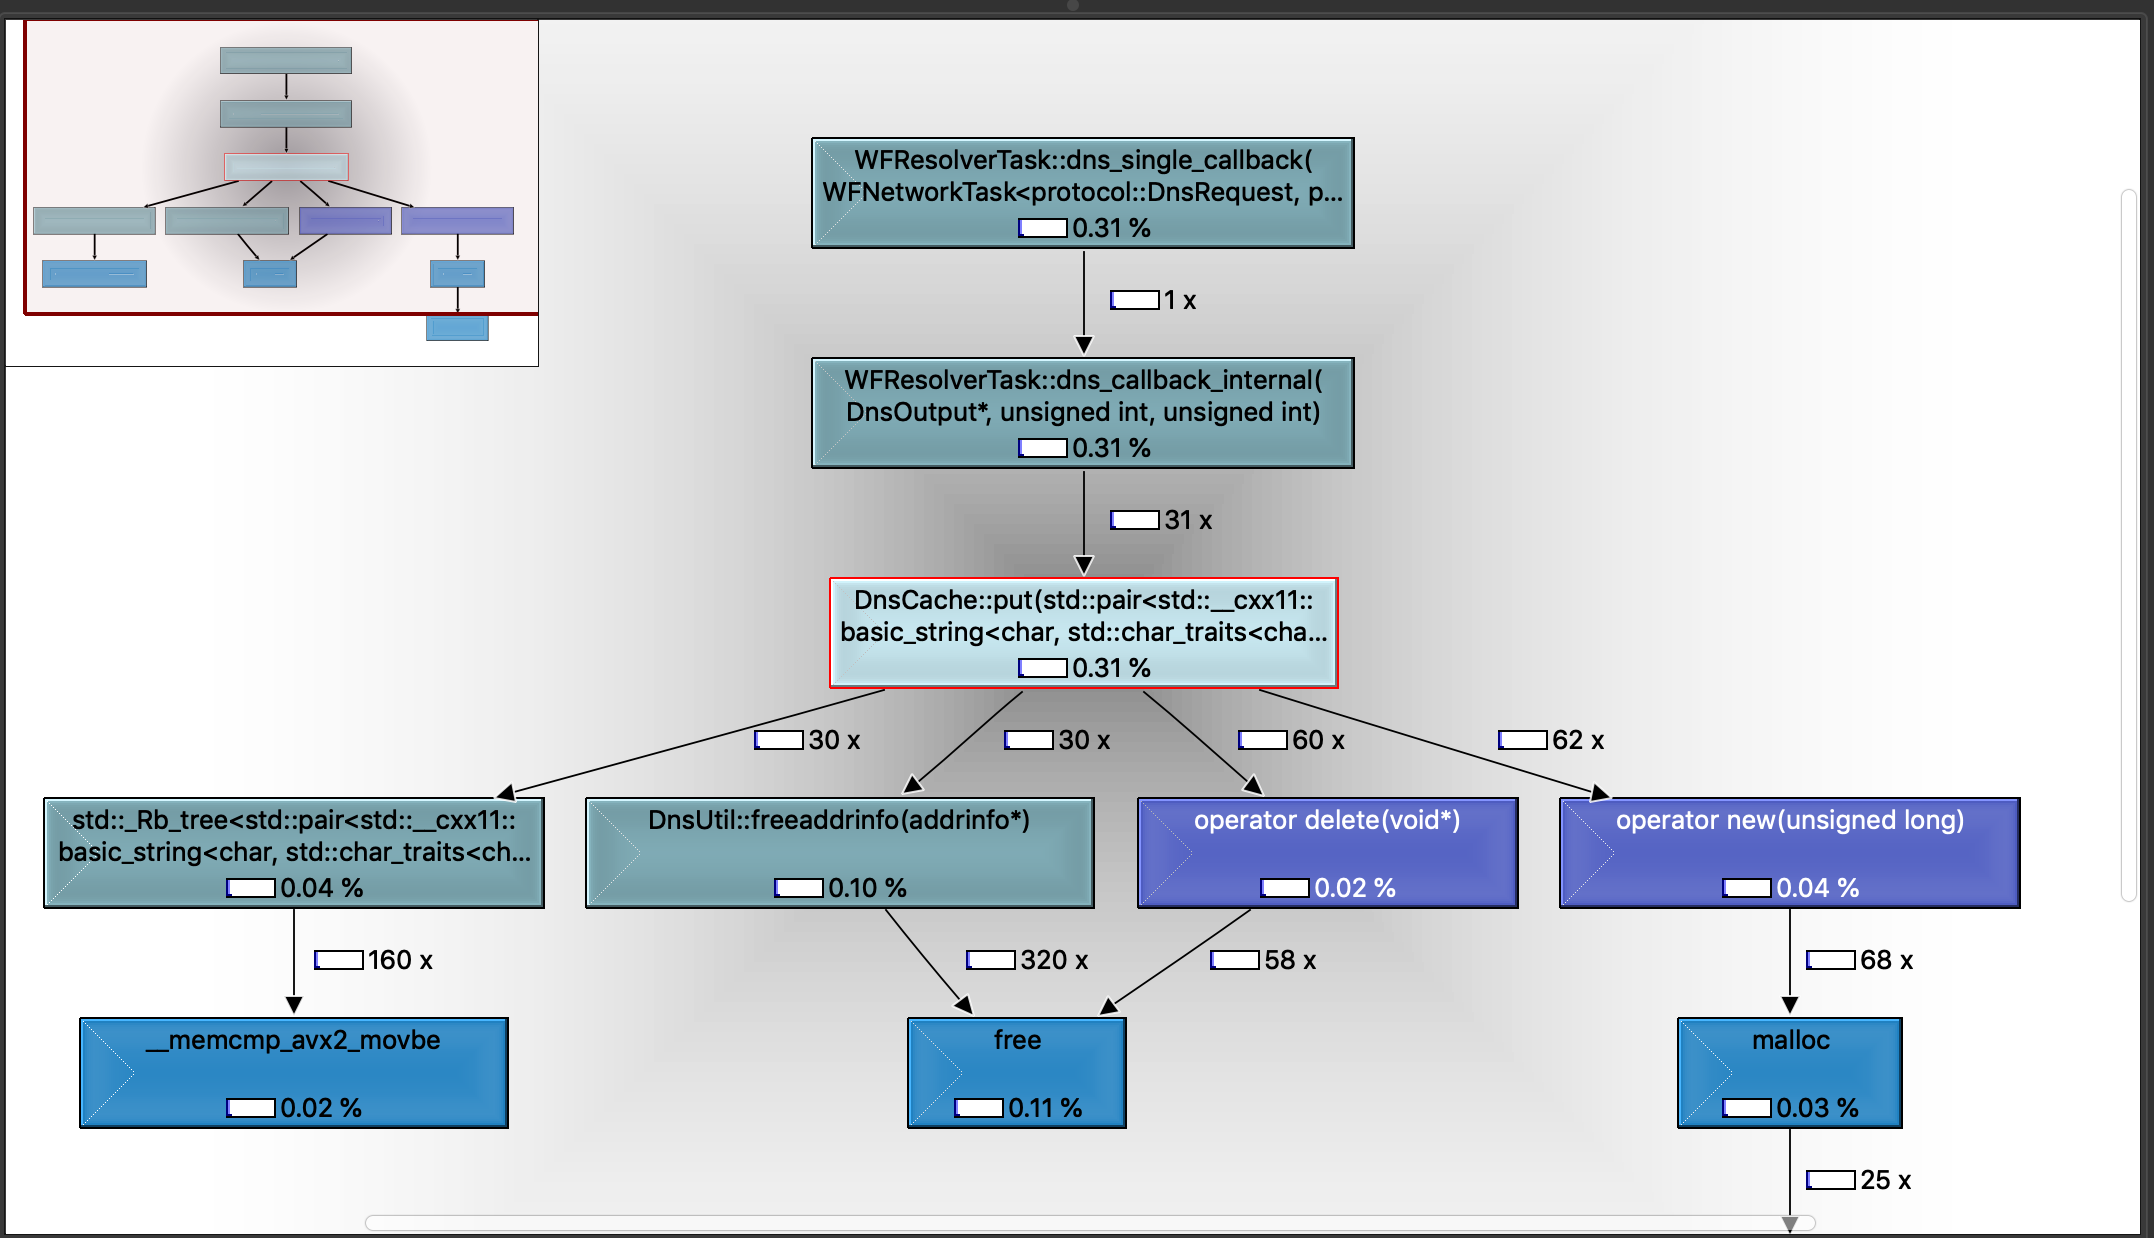 WFResolverTask::dns_single_callback(
WFNetworkTask<protocol::DnsRequest, p...
0.31 %
1 x
WFResolverTask::dns_callback_internal(
DnsOutput*, unsigned int, unsigned int)
0.31 %
31 x
DnsCache::put(std::pair<std::__cxx11::
basic_string<char, std::char_traits<cha...
0.31 %
30 x
30 x
60 x
62 x
std::_Rb_tree<std::pair<std::__cxx11::
basic_string<char, std::char_traits<ch...
0.04 %
DnsUtil::freeaddrinfo(addrinfo*)
0.10 %
operator delete(void*)
0.02 %
operator new(unsigned long)
0.04 %
160 x
320 x
58 x
68 x
__memcmp_avx2_movbe
0.02 %
free
0.11 %
malloc
0.03 %
25 x